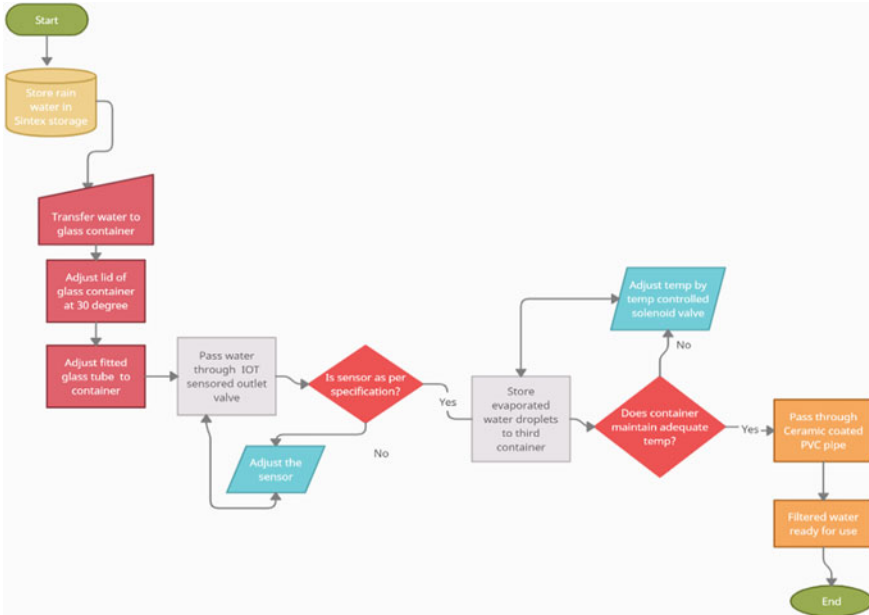 Start
Store rain
water in
Sintex storage
Transfer water to
glass container
Adjust lid of
glass container
at 30 degree
Adjust fitted
glass tube to
container
Pass water
through IOT
sensored outlet
valve
Is sensor as per
specification?
No
Adjust the
sensor
Yes
Store
evaporated
water droplets
to third
container
Does container
maintain adequate
temp?
No
Adjust temp by
temp controlled
solenoid valve
Yes
Pass through
Ceramic coated
PVC pipe
Filtered water
ready for use
End